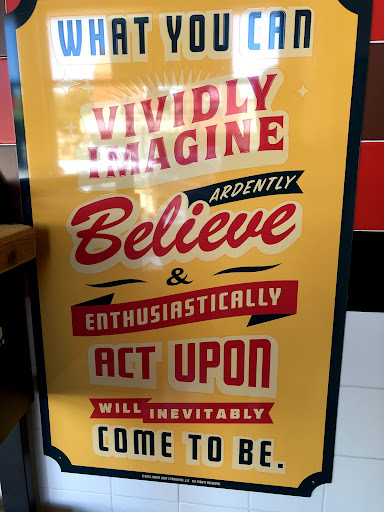 WHAT YOU CAN
VIVIDLY
IMAGINE
ARDENTLY
Believe
&
ENTHUSIASTICALLY
ACT UPON
WILL INEVITABLY
COME TO BE.